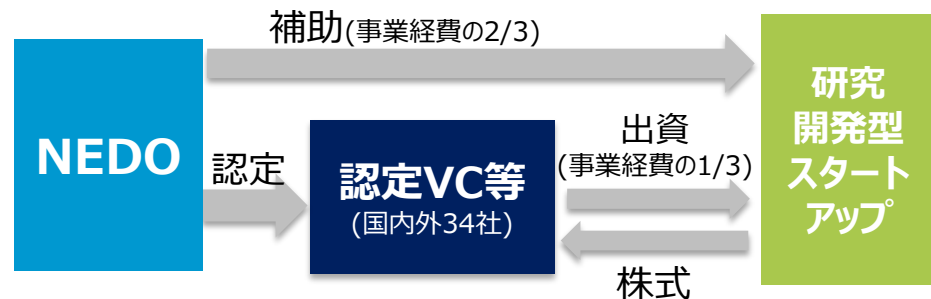 補助(事業経費の2/3)
NEDO
認定
認定VC等
(国内外34社)
出資
(事業経費の1/3)
株式
研究
開発型
スタート
アップ